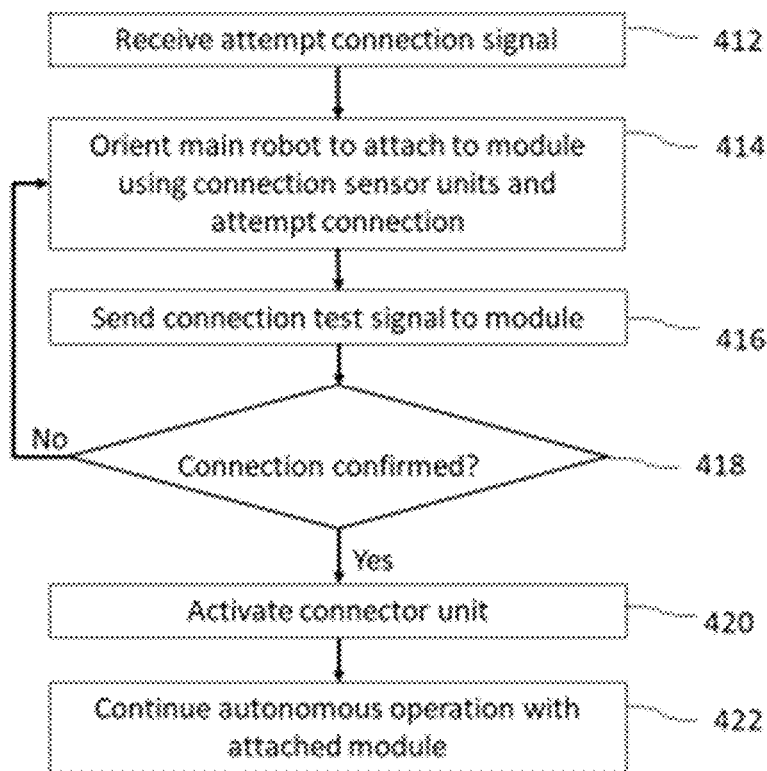 Receive attempt connection signal
412
Orient main robot to attach to module
using connection sensor units and
attempt connection
414
Send connection test signal to module
416
No
Connection confirmed?
418
Yes
Activate connector unit
420
Continue autonomous operation with
attached module
422